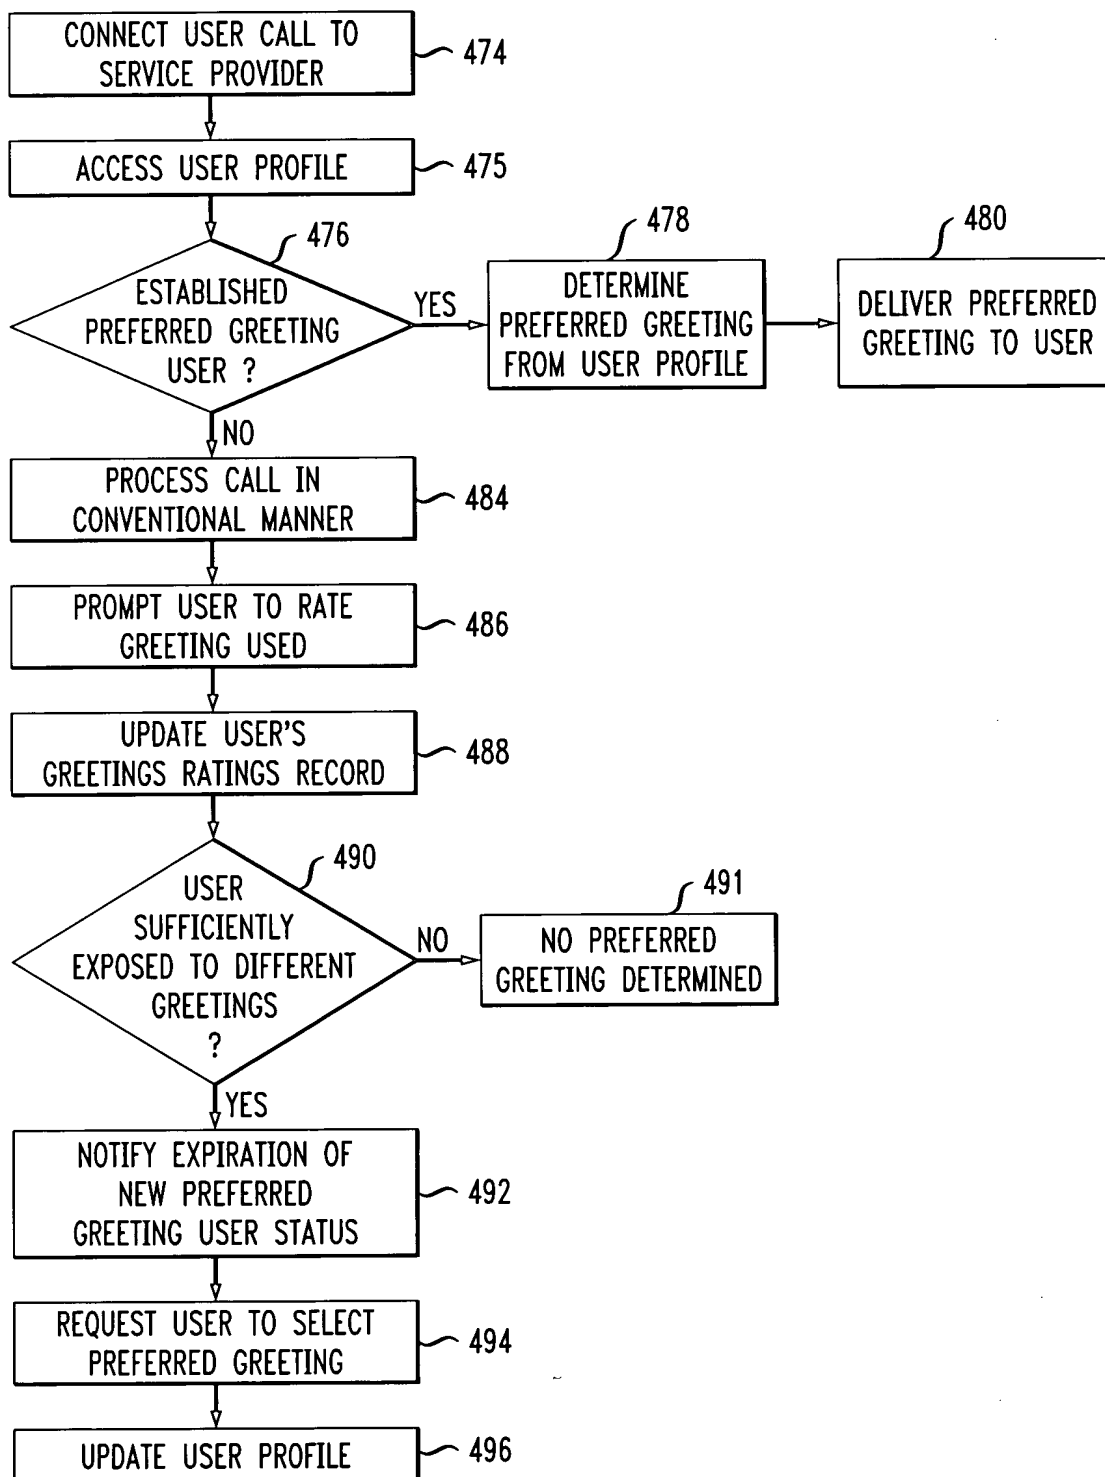 CONNECT USER CALL TO
SERVICE PROVIDER
474
ACCESS USER PROFILE
475
476
ESTABLISHED
PREFERRED GREETING
USER ?
YES
478
DETERMINE
PREFERRED GREETING
FROM USER PROFILE
480
DELIVER PREFERRED
GREETING TO USER
NO
PROCESS CALL IN
CONVENTIONAL MANNER
484
PROMPT USER TO RATE
GREETING USED
486
UPDATE USER'S
GREETINGS RATINGS RECORD
488
490
USER
SUFFICIENTLY
EXPOSED TO DIFFERENT
GREETINGS
?
NO
491
NO PREFERRED
GREETING DETERMINED
YES
NOTIFY EXPIRATION OF
NEW PREFERRED
GREETING USER STATUS
492
REQUEST USER TO SELECT
PREFERRED GREETING
494
UPDATE USER PROFILE
496